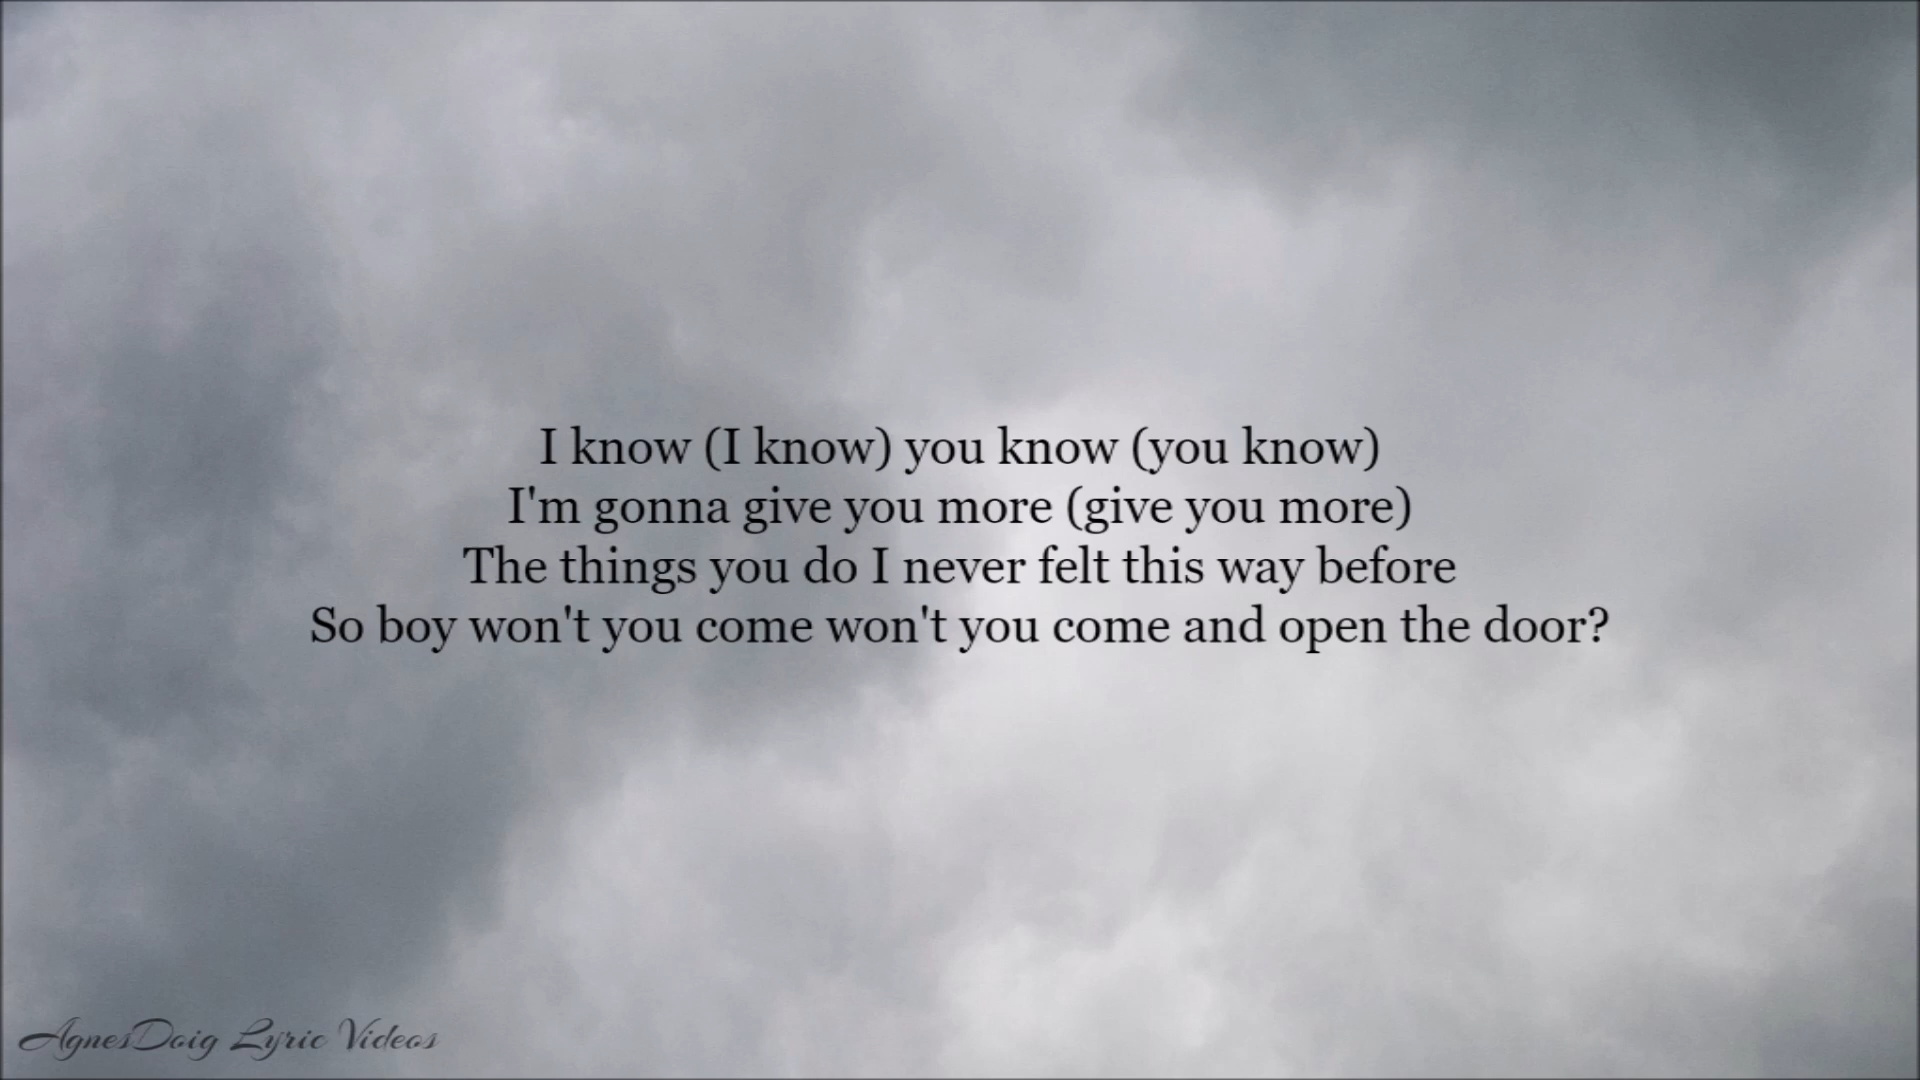 I know (I know) you know (you know)
I'm gonna give you more (give you more)
The things you do I never felt this way before
So boy won't you come won't you come and open the door?
AgnesDoig Lyric Videos